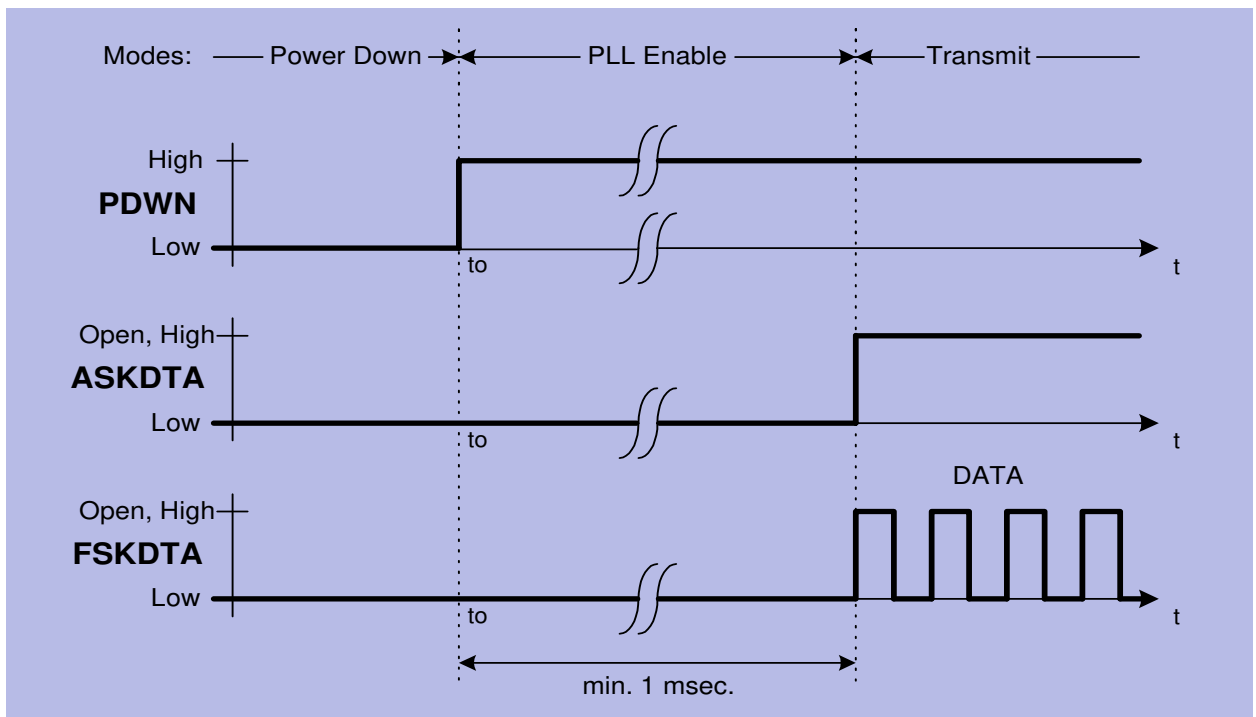 Modes: Power Down PLL Enable Transmit
High
PDWN
Low
to
t
Open, High
ASKDTA
Low
to
t
DATA
Open, High
FSKDTA
Low
to
t
min. 1 msec.